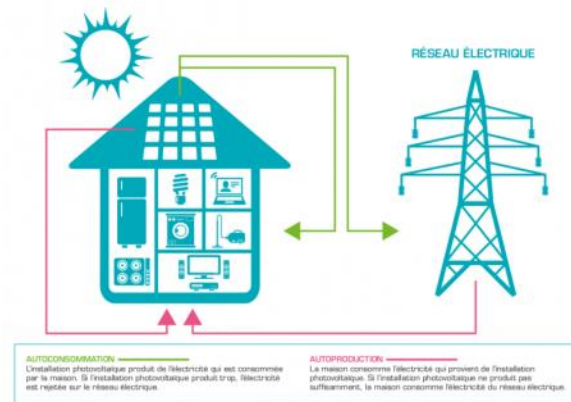 RÉSEAU ÉLECTRIQUE
AUTOCONSOMMATION
L'installation photovoltaïque produit de l'électricité qui est consommée
par la maison. Si l'installation photovoltaïque produit trop, l'électricité
est rejetée sur le réseau électrique.
AUTOPRODUCTION
La maison consomme l'électricité qui provient de l'installation
photovoltaïque. Si l'installation photovoltaïque ne produit pas
suffisamment, la maison consomme l'électricité du réseau électrique.